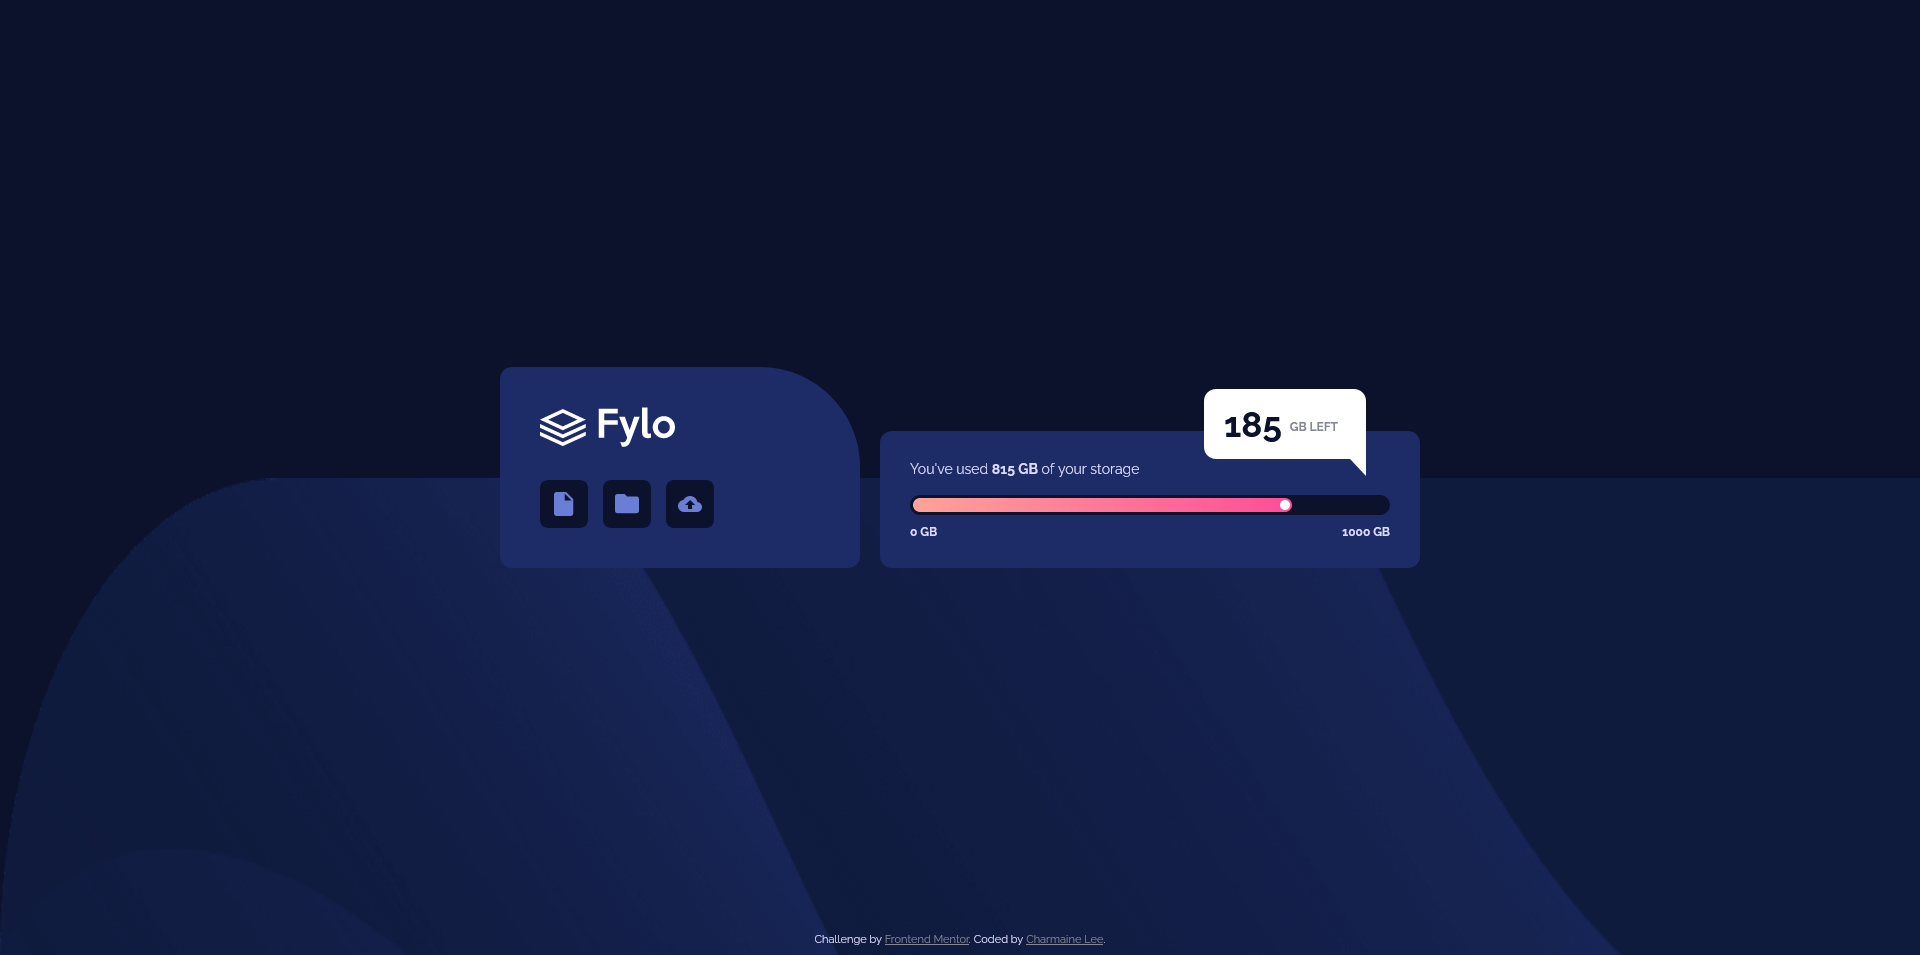 Fylo
185 GB LEFT
You've used 815 GB of your storage
0 GB
1000 GB
Challenge by Frontend Mentor. Coded by Charmaine Lee.